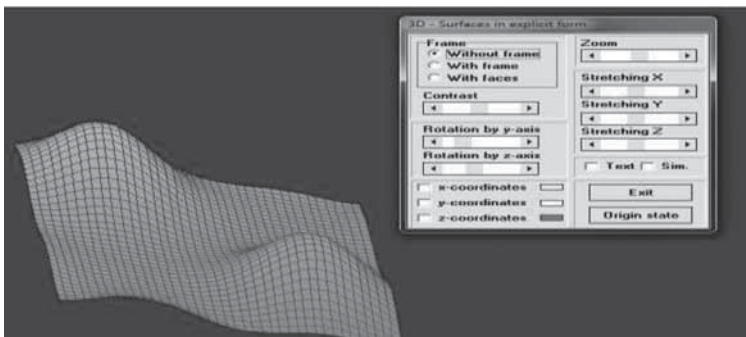 3D - Surfaces in explicit form
Frame
Without frame
With frame
With faces
Contrast
Rotation by y-axis
Rotation by z-axis
x-coordinates
y-coordinates
z-coordinates
Zoom
Stretching X
Stretching Y
Stretching Z
Text Sim.
Exit
Origin state